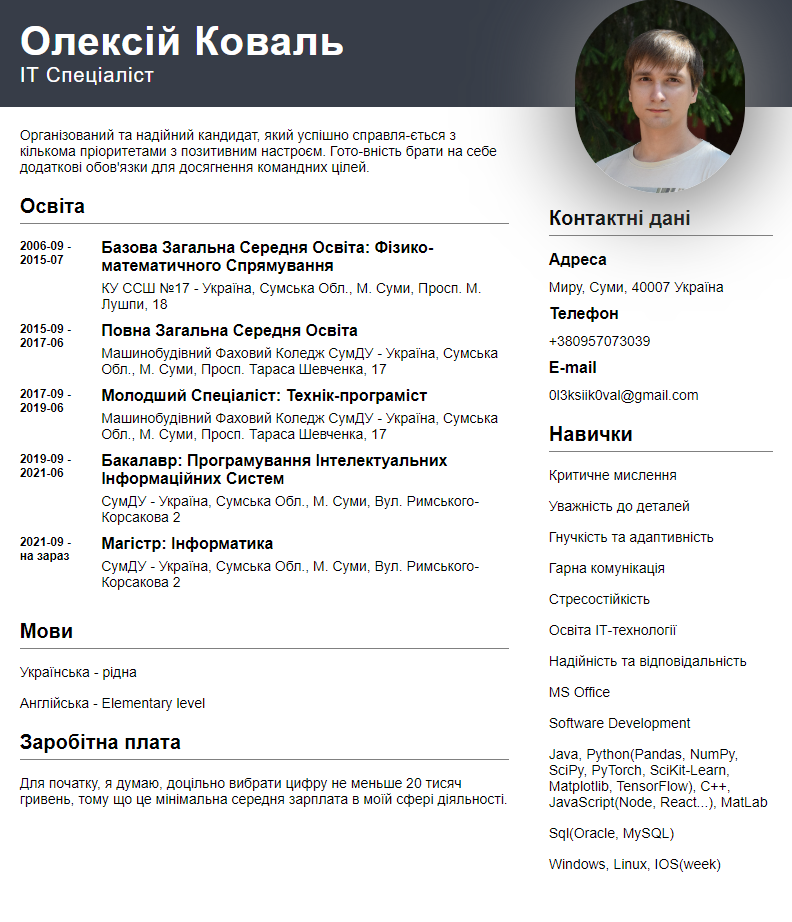 Олексій Коваль
ІТ Спеціаліст
Організований та надійний кандидат, який успішно справля-ється з
кількома пріоритетами з позитивним настроєм. Гото-вність брати на себе
додаткові обов'язки для досягнення командних цілей.
Освіта
2006-09 -
2015-07
Базова Загальна Середня Освіта: Фізико-
математичного Спрямування
КУ ССШ №17 - Україна, Сумська Обл., М. Суми, Просп. М.
Лушпи, 18
2015-09 -
2017-06
Повна Загальна Середня Освіта
Машинобудівний Фаховий Коледж СумДУ - Україна, Сумська
Обл., М. Суми, Просп. Тараса Шевченка, 17
2017-09 -
2019-06
Молодший Спеціаліст: Технік-програміст
Машинобудівний Фаховий Коледж СумДУ - Україна, Сумська
Обл., М. Суми, Просп. Тараса Шевченка, 17
2019-09 -
2021-06
Бакалавр: Програмування Інтелектуальних
Інформаційних Систем
СумДУ - Україна, Сумська Обл., М. Суми, Вул. Римського-
Корсакова 2
2021-09 -
на зараз
Магістр: Інформатика
СумДУ - Україна, Сумська Обл., М. Суми, Вул. Римського-
Корсакова 2
Мови
Українська - рідна
Англійська - Elementary level
Заробітна плата
Для початку, я думаю, доцільно вибрати цифру не меньше 20 тисяч
гривень, тому що це мінімальна середня зарплата в моїй сфері діяльності.
Контактні дані
Адреса
Миру, Суми, 40007 Україна
Телефон
+380957073039
E-mail
0l3ksiik0val@gmail.com
Навички
Критичне мислення
Уважність до деталей
Гнучкість та адаптивність
Гарна комунікація
Стресостійкість
Освіта ІТ-технології
Надійність та відповідальність
MS Office
Software Development
Java, Python(Pandas, NumPy,
SciPy, PyTorch, SciKit-Learn,
Matplotlib, TensorFlow), C++,
JavaScript(Node, React...), MatLab
Sql(Oracle, MySQL)
Windows, Linux, IOS(week)